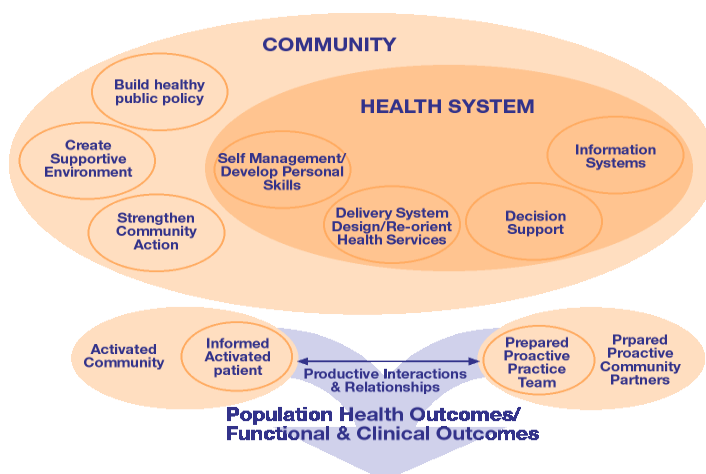 COMMUNITY
Build healthy
public policy
HEALTH SYSTEM
Create
Supportive
Environment
Self Management/
Develop Personal
Skills
Information
Systems
Strengthen
Community
Action
Delivery System
Design/Re-orient
Health Services
Decision
Support
Activated
Community
Informed
Activated
patient
Productive Interactions
& Relationships
Prepared
Proactive
Practice
Team
Prpared
Proactive
Community
Partners
Population Health Outcomes/
Functional & Clinical Outcomes